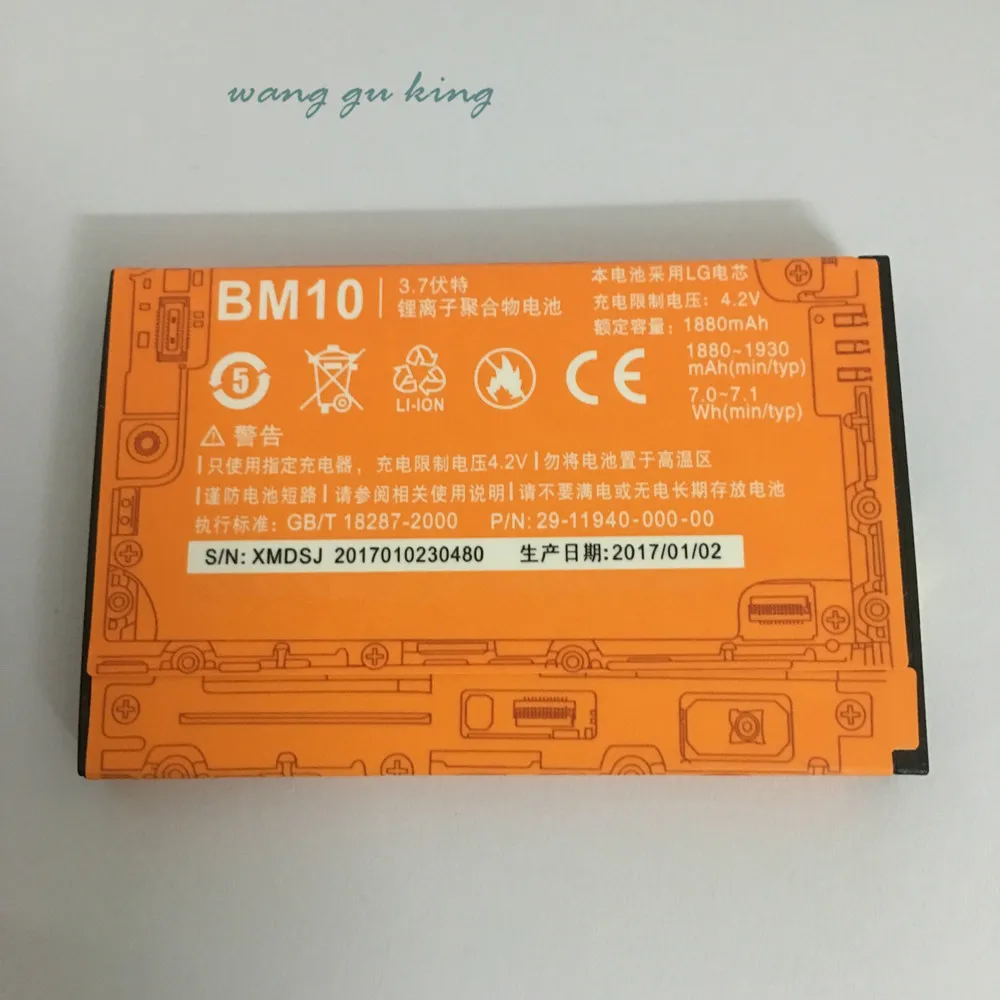 wang gu king
BM10
3.7伏特
锂离子聚合物电池
本电池采用LG电芯
充电限制电压: 4.2V
额定容量: 1880mAh
1880~1930
mAh(min/typ)
7.0~7.1
Wh(min/typ)
5
LI-ION
CE
警告
|只使用指定充电器，充电限制电压4.2V|勿将电池置于高温区
|谨防电池短路|请参阅相关使用说明|请不要满电或无电长期存放电池
执行标准: GB/T 18287-2000 P/N: 29-11940-000-00
S/N: XMDSJ 2017010230480 生产日期:2017/01/02